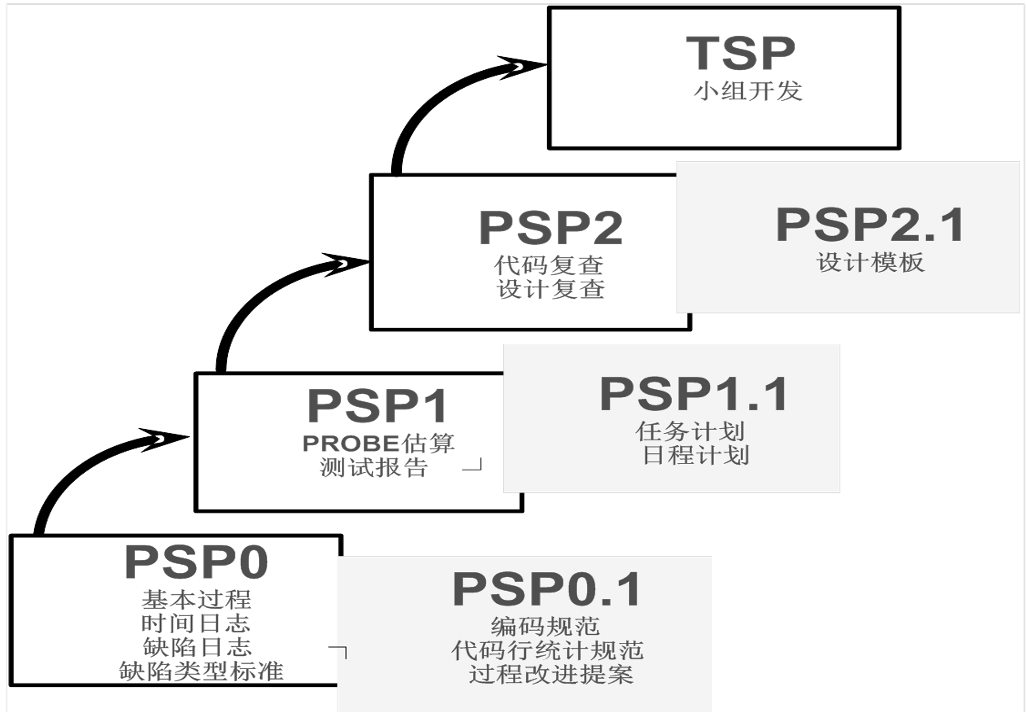 TSP
小组开发
PSP2
代码复查
设计复查
PSP2.1
设计模板
PSP1
PROBE估算
测试报告
PSP1.1
任务计划
日程计划
PSP0
基本过程
时间日志
缺陷日志
缺陷类型标准
PSP0.1
编码规范
代码行统计规范
过程改进提案